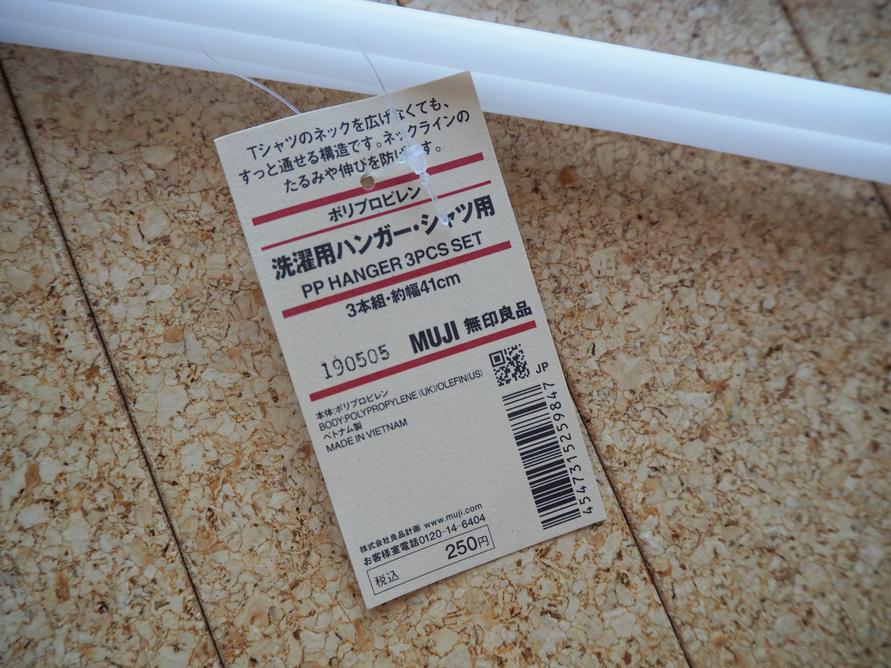 Tシャツのネックを広げなくても、
すっと通せる構造です。ネックラインの
たるみや伸びを防げます。
ポリプロピレン
洗濯用ハンガー・シャツ用
PP HANGER 3PCS SET
3本組・約幅41cm
190505 MUJI 無印良品
JP
本体:ポリプロピレン
BODY:POLYPROPYLENE(UK)/OLEFIN(US)
ベトナム製
MADE IN VIETNAM
4547315259847
株式会社良品計画 www.muji.com
お客様室電話0120-14-6404
税込 250円